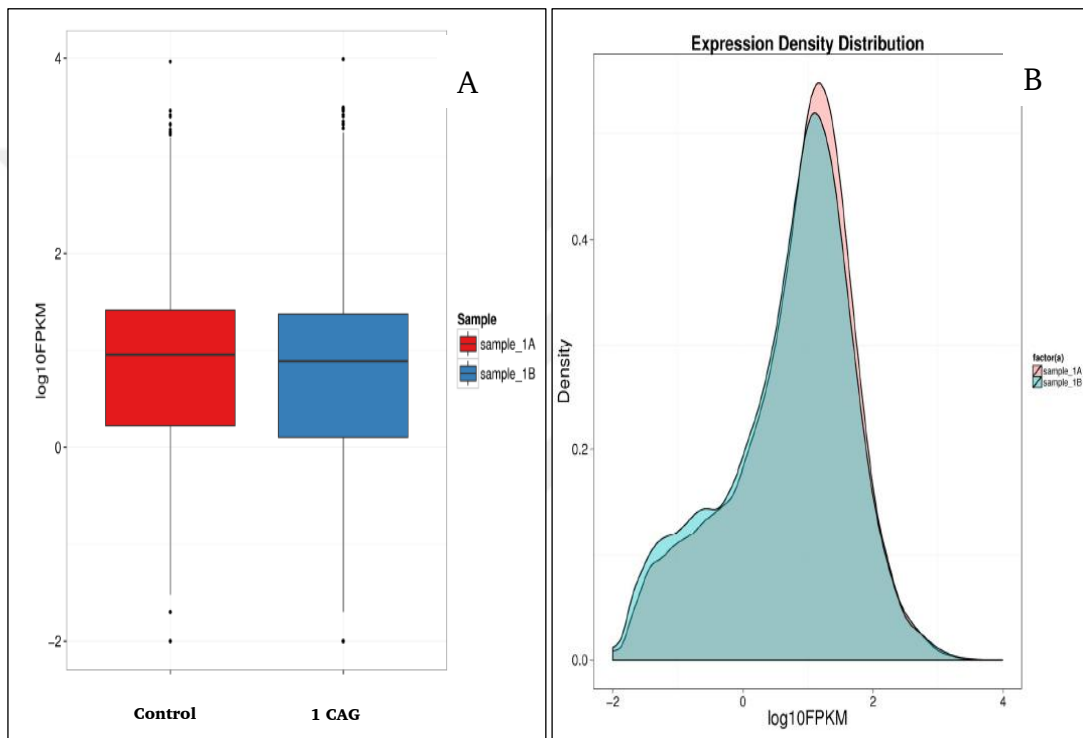 A
4
2
0
−2
log10FPKM
Sample
sample_1A
sample_1B
Control
1 CAG
Expression Density Distribution
B
0.4
0.2
0.0
Density
factor(a)
sample_1A
sample_1B
−2
0
2
4
log10FPKM